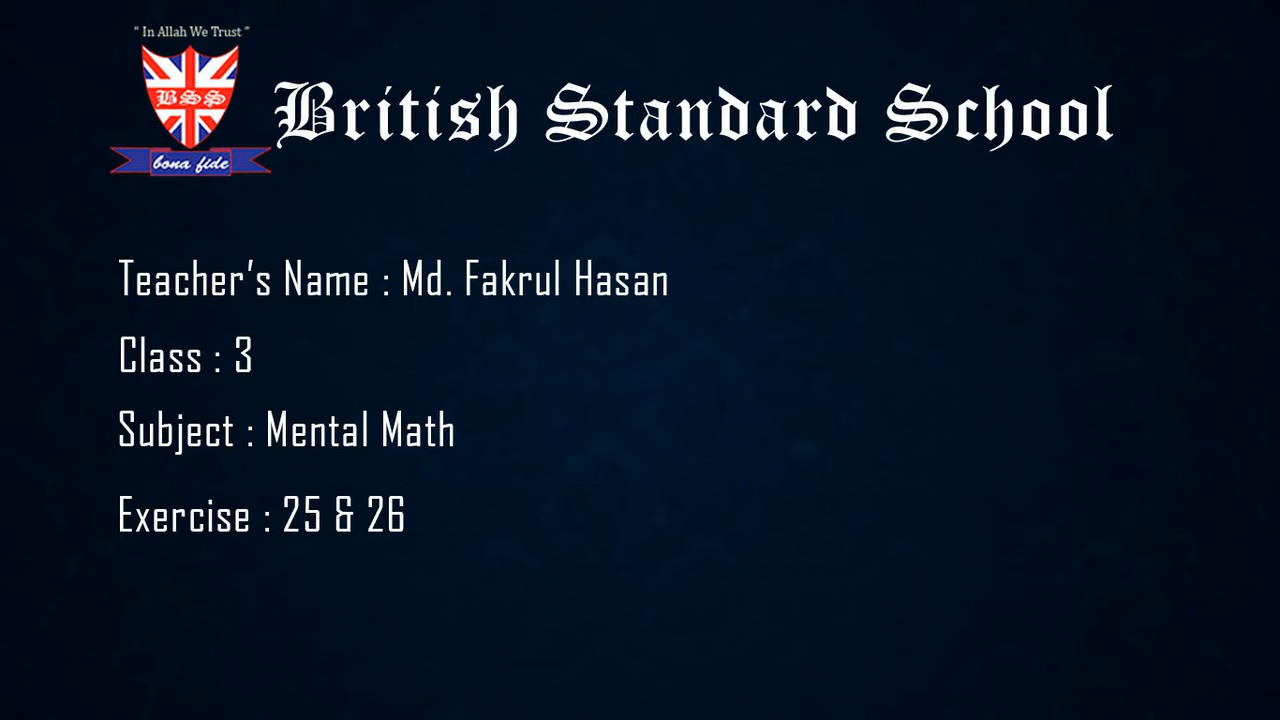 " In Allah We Trust "
BSS
bona fide
British Standard School
Teacher’s Name : Md. Fakrul Hasan
Class : 3
Subject : Mental Math
Exercise : 25 & 26